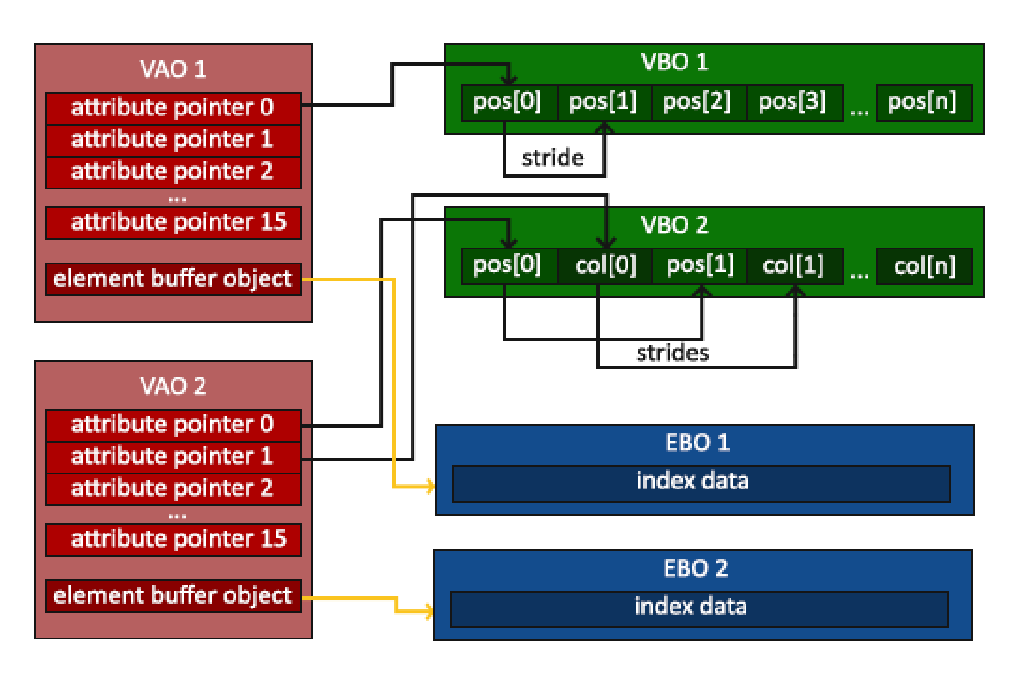 VAO 1
attribute pointer 0
attribute pointer 1
attribute pointer 2
...
attribute pointer 15
element buffer object
VBO 1
pos[0] pos[1] pos[2] pos[3] ... pos[n]
stride
VBO 2
pos[0] col[0] pos[1] col[1] ... col[n]
strides
VAO 2
attribute pointer 0
attribute pointer 1
attribute pointer 2
...
attribute pointer 15
element buffer object
EBO 1
index data
EBO 2
index data